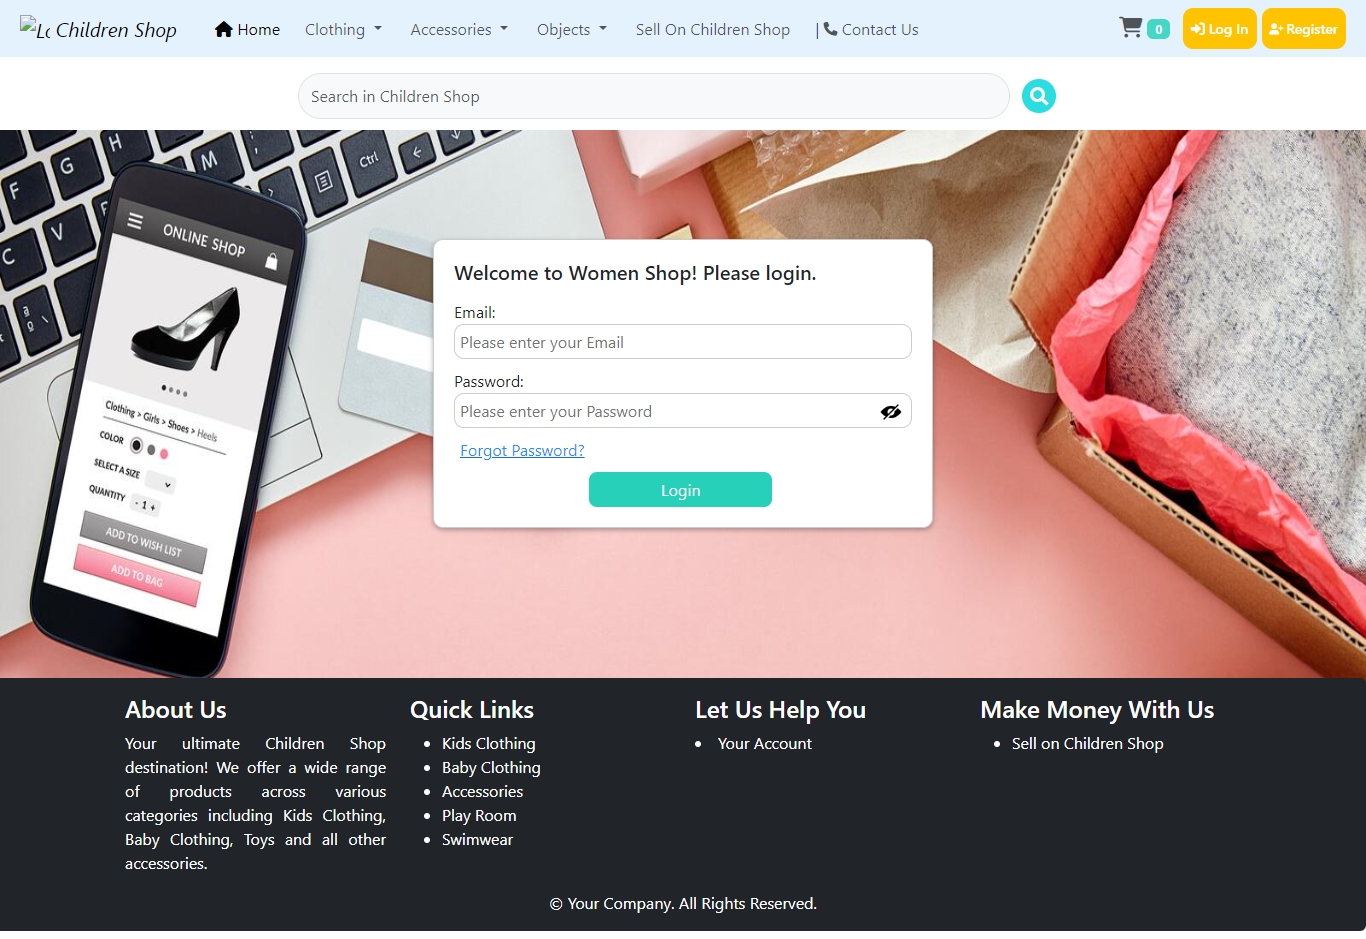 Children Shop
Home
Clothing
Accessories
Objects
Sell On Children Shop
| Contact Us
0
Log In
Register
Search in Children Shop
G
H
M
F
V
C
Ctrl
ONLINE SHOP
Clothing > Girls > Shoes > Heels
COLOR
SELECT A SIZE
QUANTITY
- 1 +
ADD TO WISH LIST
ADD TO BAG
Welcome to Women Shop! Please login.
Email:
Please enter your Email
Password:
Please enter your Password
Forgot Password?
Login
About Us
Your ultimate Children Shop
destination! We offer a wide range
of products across various
categories including Kids Clothing,
Baby Clothing, Toys and all other
accessories.
Quick Links
Kids Clothing
Baby Clothing
Accessories
Play Room
Swimwear
Let Us Help You
Your Account
Make Money With Us
Sell on Children Shop
© Your Company. All Rights Reserved.